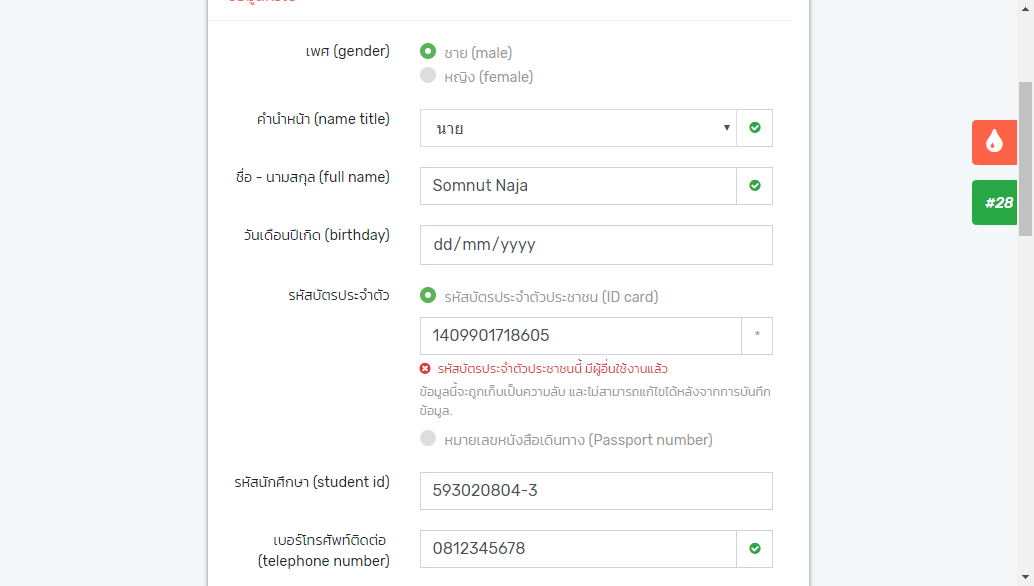 เพศ (gender)
ชาย (male)
หญิง (female)
คำนำหน้า (name title)
นาย
ชื่อ - นามสกุล (full name)
Somnut Naja
#28
วันเดือนปีเกิด (birthday)
dd/mm/yyyy
รหัสบัตรประจำตัว
รหัสบัตรประจำตัวประชาชน (ID card)
1409901718605
*
รหัสบัตรประจำตัวประชาชนนี้ มีผู้อื่นใช้งานแล้ว
ข้อมูลนี้จะถูกเก็บเป็นความลับ และไม่สามารถแก้ไขได้หลังจากการบันทึก
ข้อมูล.
หมายเลขหนังสือเดินทาง (Passport number)
รหัสนักศึกษา (student id)
593020804-3
เบอร์โทรศัพท์ติดต่อ
(telephone number)
0812345678